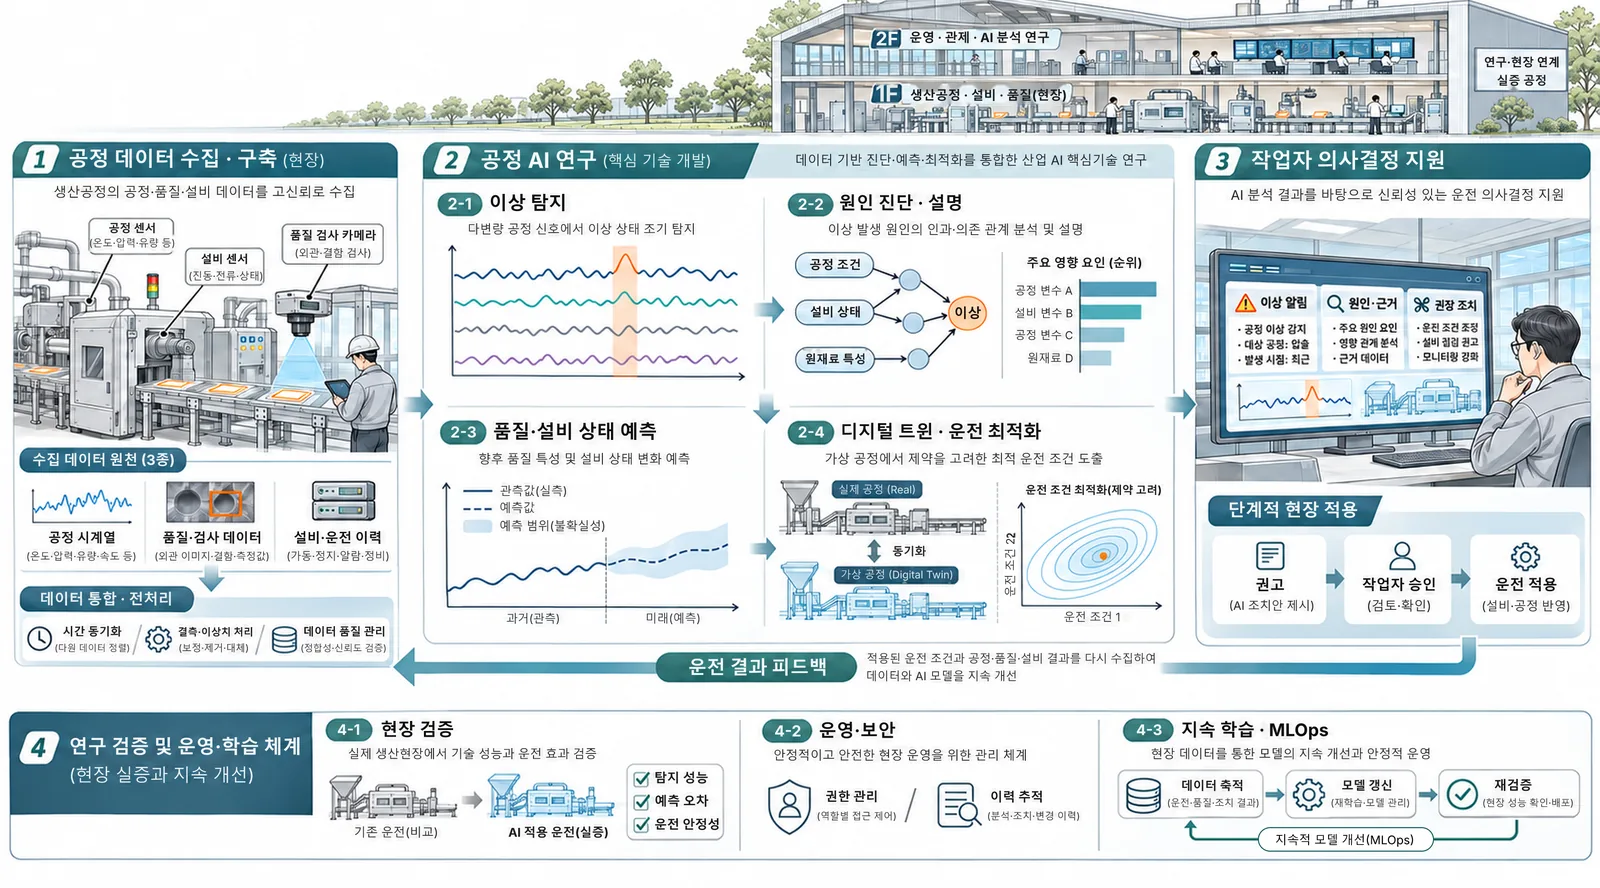 2F 운영 · 관제 · AI 분석 연구
1F 생산공정 · 설비 · 품질(현장)
연구·현장 연계
실증 공정
1 공정 데이터 수집 · 구축 (현장)
생산공정의 공정·품질·설비 데이터를 고신뢰로 수집
공정 센서
(온도·압력·유량 등)
설비 센서
(진동·전류·상태)
품질 검사 카메라
(외관·결함 검사)
수집 데이터 원천 (3종)
공정 시계열
(온도·압력·유량·속도 등)
품질·검사 데이터
(외관 이미지·결함·측정값)
설비·운전 이력
(가동·정지·알람·정비)
데이터 통합 · 전처리
시간 동기화
(다원 데이터 정렬)
결측·이상치 처리
(보정·제거·대체)
데이터 품질 관리
(정합성·신뢰도 검증)
2 공정 AI 연구 (핵심 기술 개발)
데이터 기반 진단·예측·최적화를 통합한 산업 AI 핵심기술 연구
2-1 이상 탐지
다변량 공정 신호에서 이상 상태 조기 탐지
2-2 원인 진단 · 설명
이상 발생 원인의 인과·의존 관계 분석 및 설명
공정 조건
설비 상태
원재료 특성
이상
주요 영향 요인 (순위)
공정 변수 A
설비 변수 B
공정 변수 C
원재료 D
2-3 품질·설비 상태 예측
향후 품질 특성 및 설비 상태 변화 예측
관측값(실측)
예측값
예측 범위(불확실성)
과거(관측)
미래(예측)
2-4 디지털 트윈 · 운전 최적화
가상 공정에서 제약을 고려한 최적 운전 조건 도출
실제 공정 (Real)
동기화
가상 공정 (Digital Twin)
운전 조건 최적화(제약 고려)
운전 조건 22
운전 조건 1
3 작업자 의사결정 지원
AI 분석 결과를 바탕으로 신뢰성 있는 운전 의사결정 지원
이상 알림
· 공정 이상 감지
· 대상 공정: 압출
· 발생 시점: 최근
원인·근거
· 주요 원인 요인
· 영향 관계 분석
· 근거 데이터
권장 조치
· 운전 조건 조정
· 설비 점검 권고
· 모니터링 강화
단계적 현장 적용
권고
(AI 조치안 제시)
작업자 승인
(검토·확인)
운전 적용
(설비·공정 반영)
운전 결과 피드백
적용된 운전 조건과 공정·품질·설비 결과를 다시 수집하여
데이터와 AI 모델을 지속 개선
4 연구 검증 및 운영·학습 체계
(현장 실증과 지속 개선)
4-1 현장 검증
실제 생산현장에서 기술 성능과 운전 효과 검증
기존 운전(비교)
AI 적용 운전(실증)
탐지 성능
예측 오차
운전 안정성
4-2 운영·보안
안정적이고 안전한 현장 운영을 위한 관리 체계
권한 관리
(역할별 접근 제어)
이력 추적
(분석·조치·변경 이력)
4-3 지속 학습 · MLOps
현장 데이터를 통한 모델의 지속 개선과 안정적 운영
데이터 축적
(운전·품질·조치 결과)
모델 갱신
(재학습·모델 관리)
재검증
(현장 성능 확인·배포)
지속적 모델 개선(MLOps)